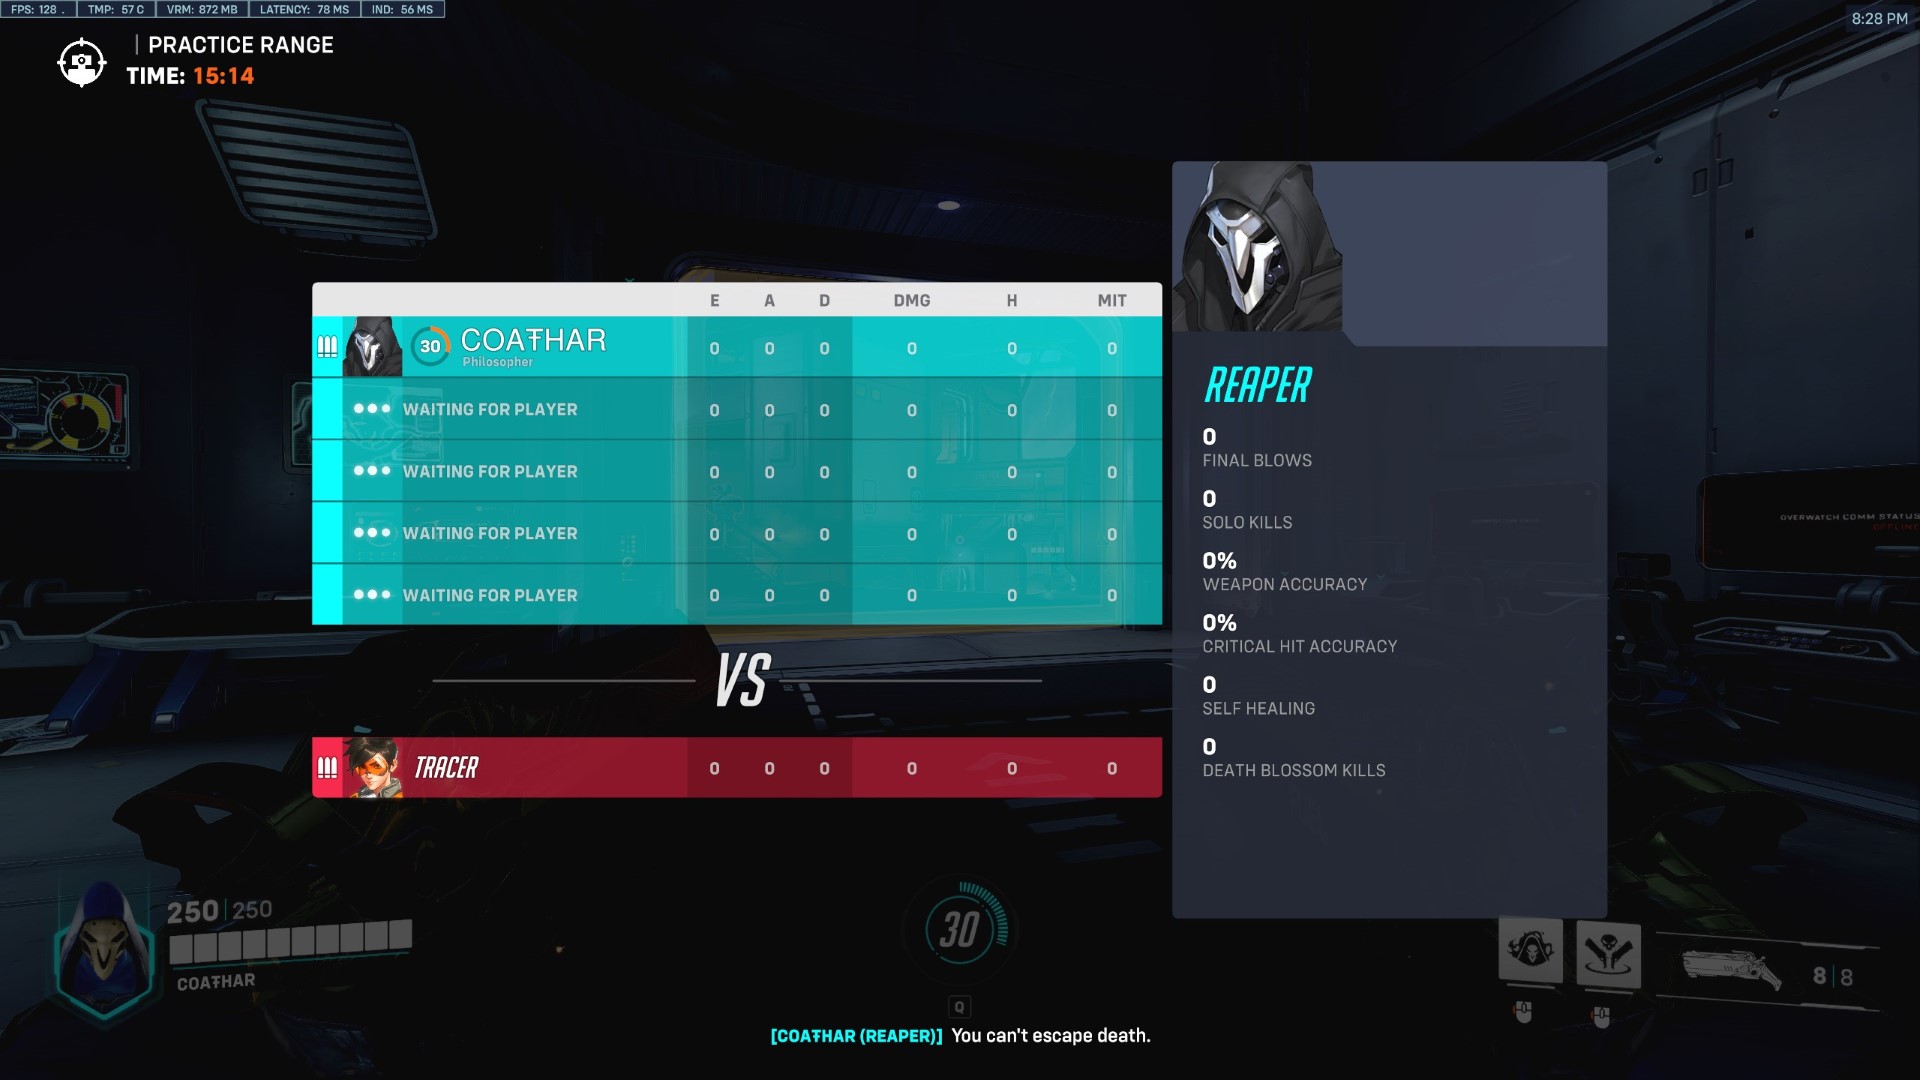 FPS: 128 . TMP: 57 C VRM: 872 MB LATENCY: 78 MS IND: 56 MS
8:28 PM
| PRACTICE RANGE
TIME: 15:14
E A D DMG H MIT
30 COAŦHAR 0 0 0 0 0 0
Philosopher
WAITING FOR PLAYER 0 0 0 0 0 0
WAITING FOR PLAYER 0 0 0 0 0 0
WAITING FOR PLAYER 0 0 0 0 0 0
WAITING FOR PLAYER 0 0 0 0 0 0
VS
TRACER 0 0 0 0 0 0
REAPER
0
FINAL BLOWS
0
SOLO KILLS
0%
WEAPON ACCURACY
0%
CRITICAL HIT ACCURACY
0
SELF HEALING
0
DEATH BLOSSOM KILLS
OVERWATCH COMM STATUS
OFFLINE
250 | 250
COAŦHAR
30
Q
8 | 8
[COAŦHAR (REAPER)] You can't escape death.